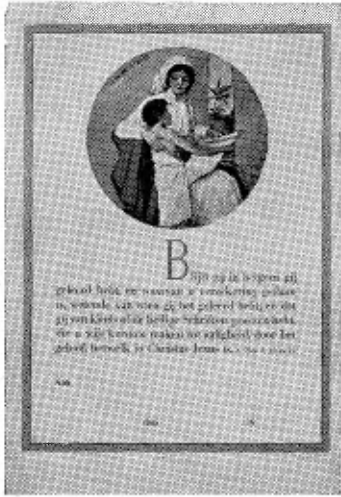 Blijf gij in hetgeen gij
geleerd hebt, en waarvan u verzekering gedaan
is, wetende van wien gij het geleerd hebt; en dat
gij van kinds af de heilige Schriften geweten hebt,
die u wijs kunnen maken tot zaligheid, door het
geloof, hetwelk in Christus Jezus is.
Aan